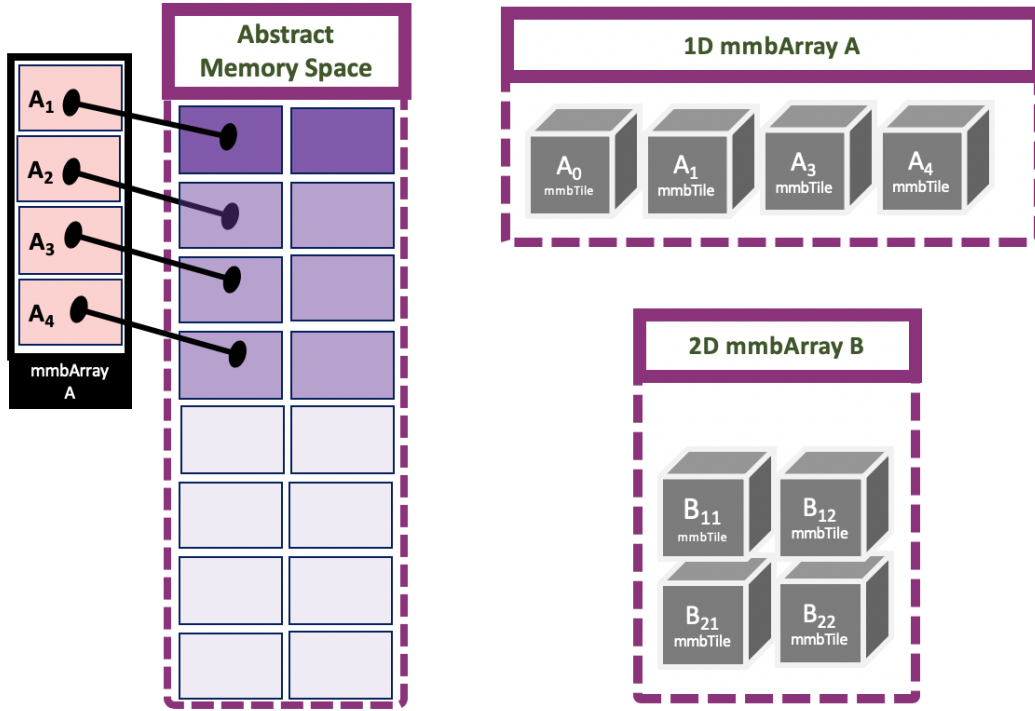 Abstract
Memory Space
A₁
A₂
A₃
A₄
mmbArray
A
1D mmbArray A
A₀
mmbTile
A₁
mmbTile
A₃
mmbTile
A₄
mmbTile
2D mmbArray B
B₁₁
mmbTile
B₁₂
mmbTile
B₂₁
mmbTile
B₂₂
mmbTile